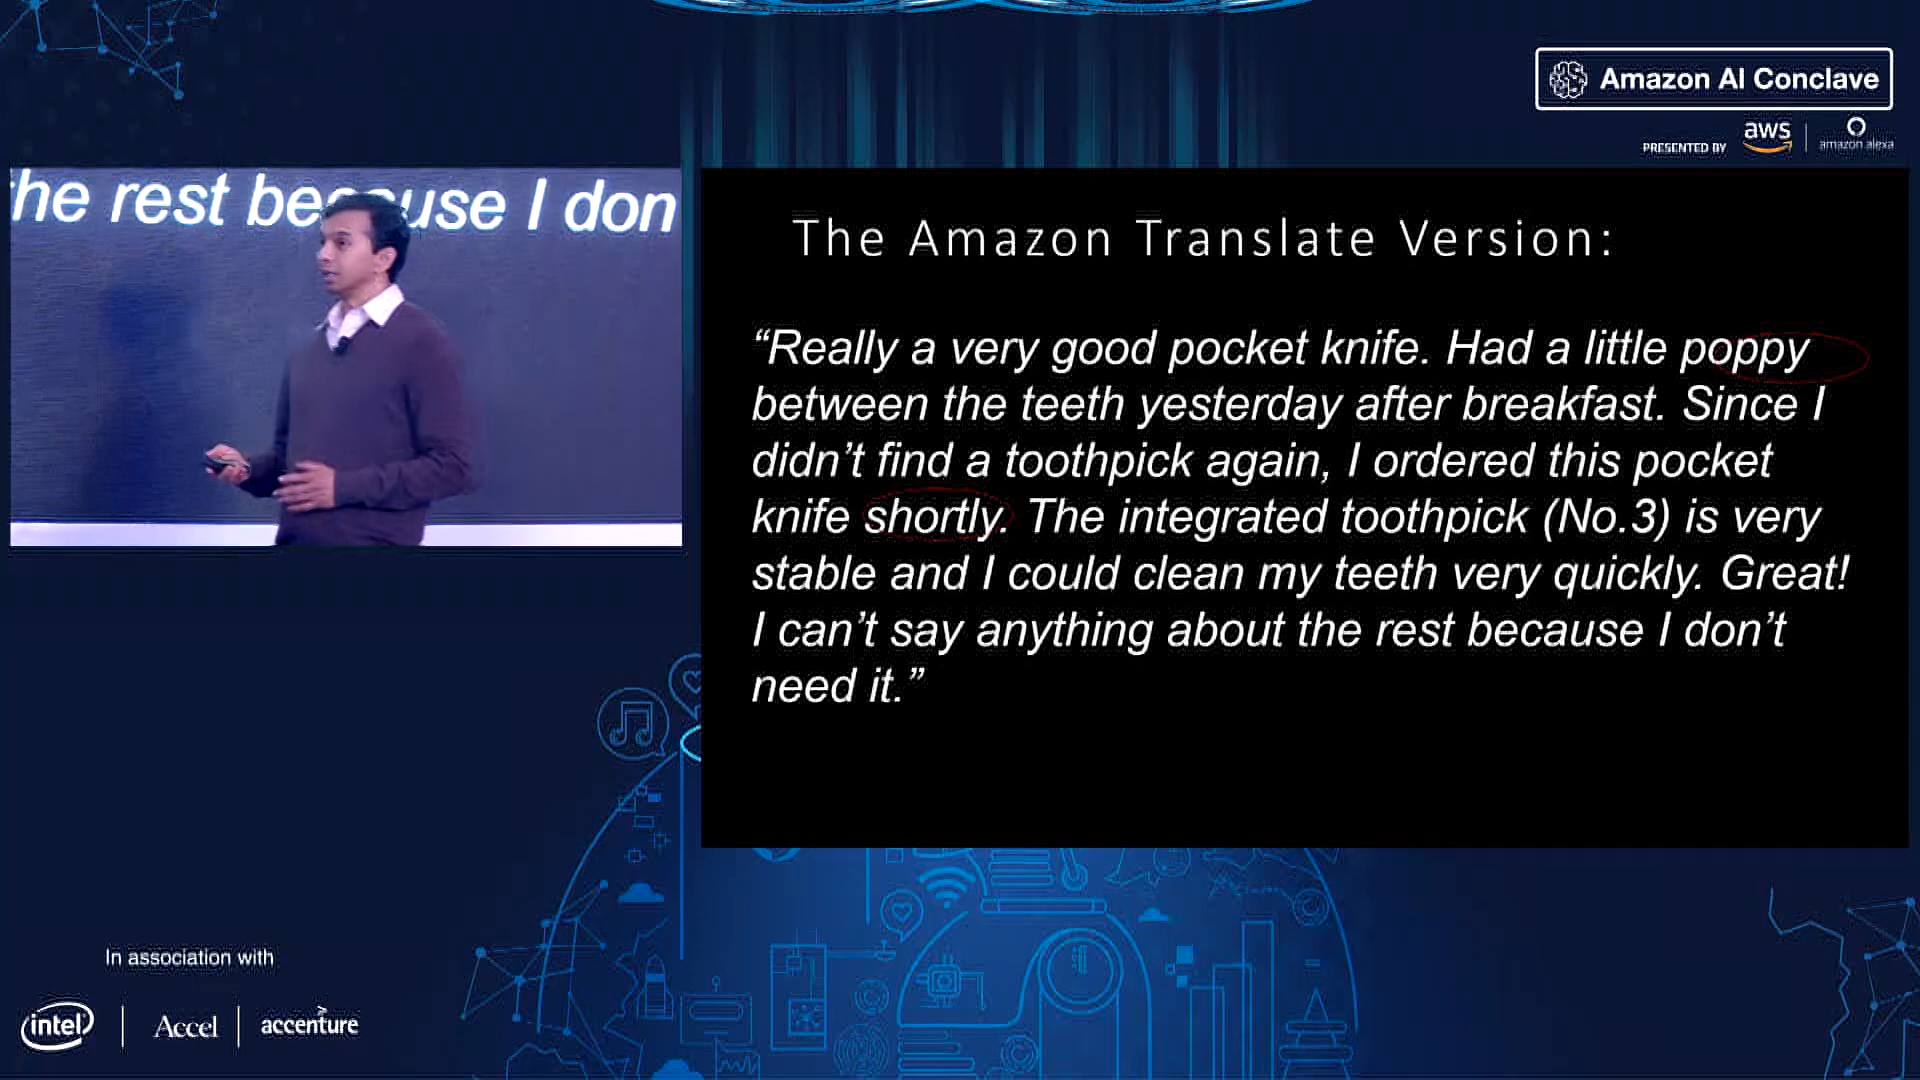 Amazon AI Conclave
PRESENTED BY
aws
amazon alexa
he rest because I don
The Amazon Translate Version:
“Really a very good pocket knife. Had a little poppy
between the teeth yesterday after breakfast. Since I
didn’t find a toothpick again, I ordered this pocket
knife shortly. The integrated toothpick (No.3) is very
stable and I could clean my teeth very quickly. Great!
I can’t say anything about the rest because I don’t
need it.”
In association with
intel
Accel
accenture